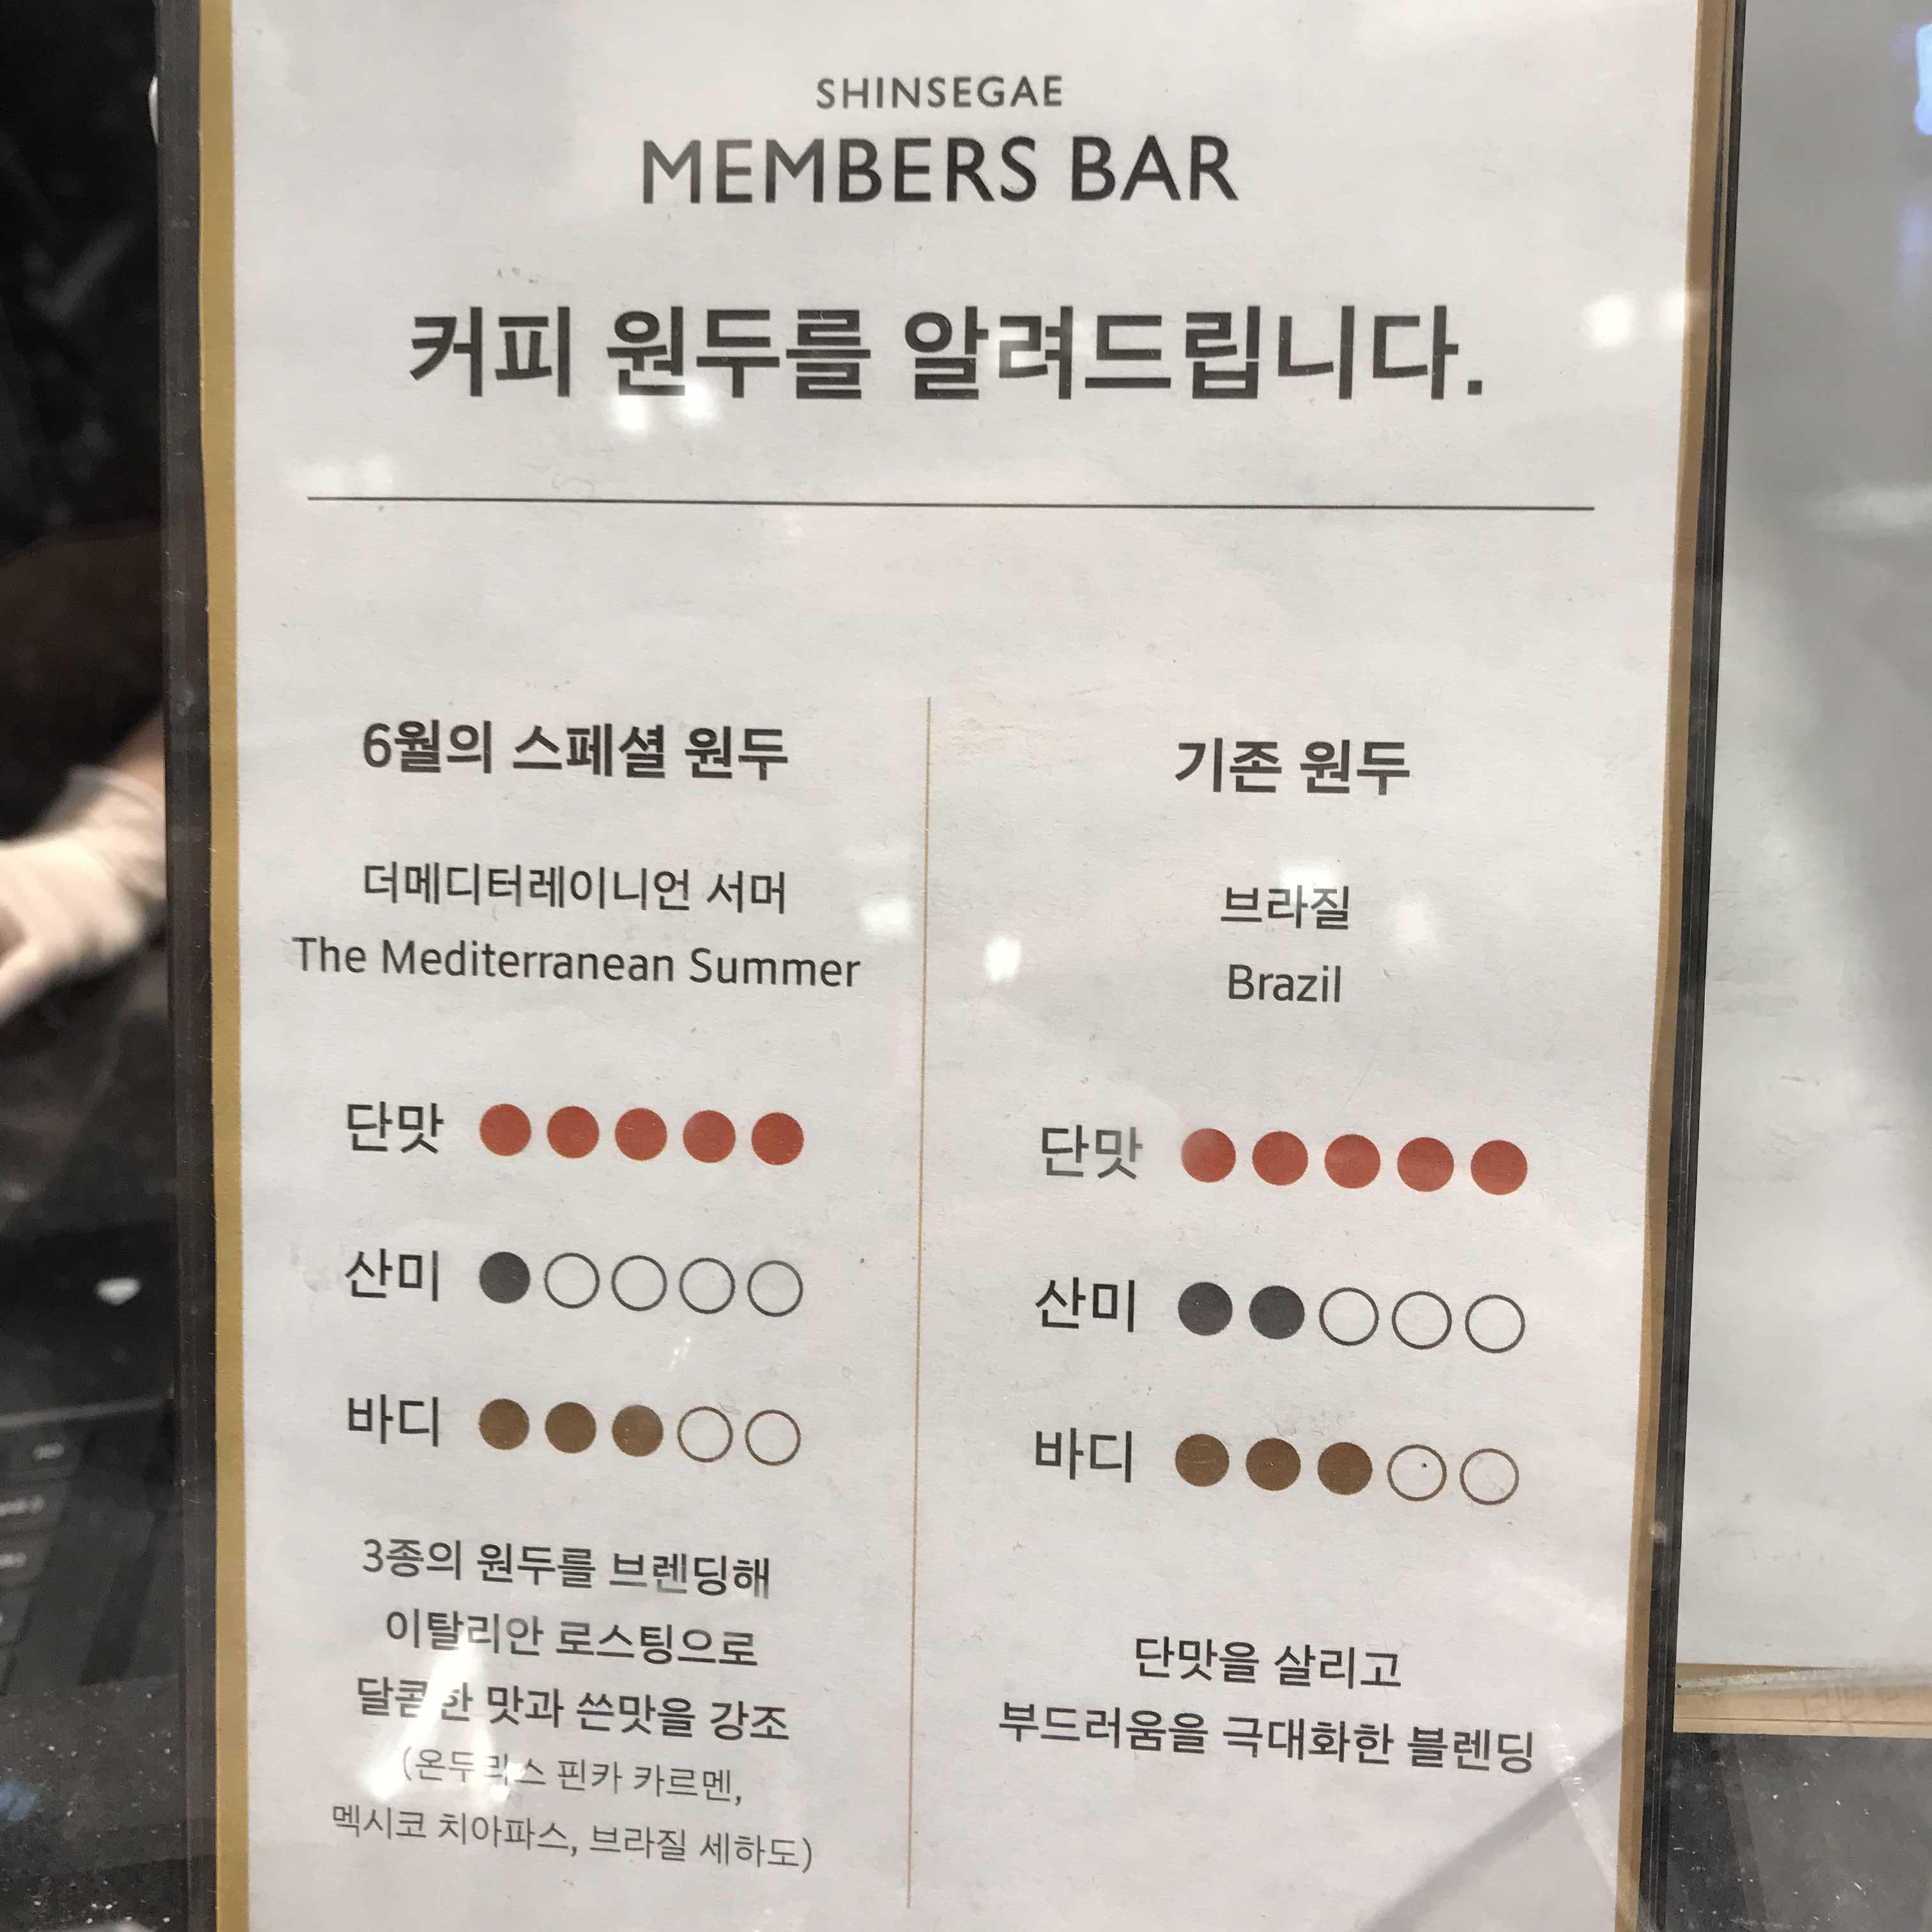 SHINSEGAE
MEMBERS BAR
커피 원두를 알려드립니다.
6월의 스페셜 원두
더메디터레이니언 서머
The Mediterranean Summer
단맛
산미
바디
3종의 원두를 브렌딩해
이탈리안 로스팅으로
달콤한 맛과 쓴맛을 강조
(온두라스 핀카 카르멘,
멕시코 치아파스, 브라질 세하도)
기존 원두
브라질
Brazil
단맛
산미
바디
단맛을 살리고
부드러움을 극대화한 블렌딩